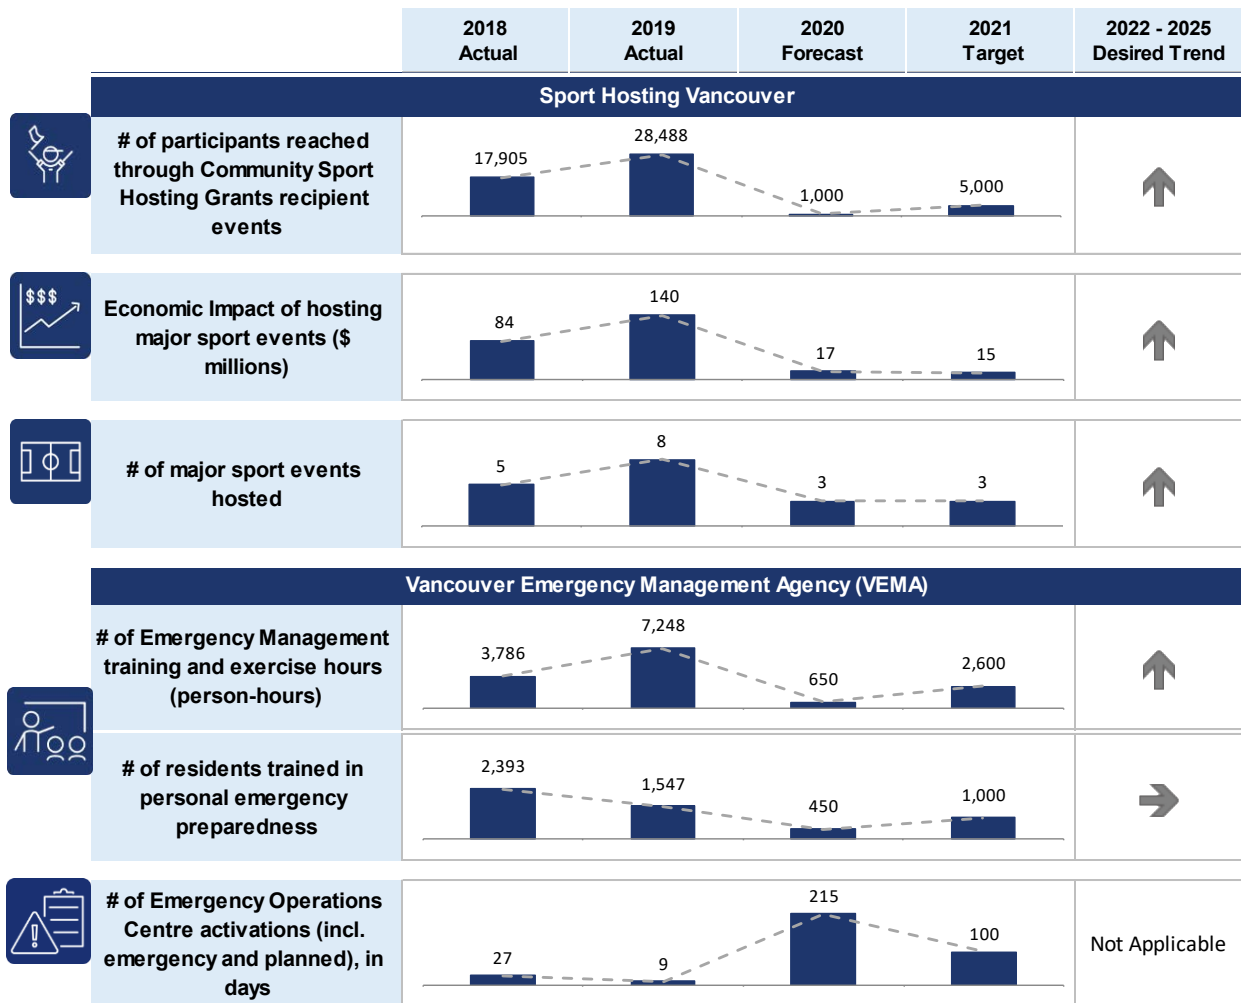 2018 Actual
2019 Actual
2020 Forecast
2021 Target
2022 - 2025 Desired Trend
Sport Hosting Vancouver
# of participants reached
through Community Sport
Hosting Grants recipient
events
17,905
28,488
1,000
5,000
$$$
Economic Impact of hosting
major sport events ($
millions)
84
140
17
15
# of major sport events
hosted
5
8
3
3
Vancouver Emergency Management Agency (VEMA)
# of Emergency Management
training and exercise hours
(person-hours)
3,786
7,248
650
2,600
# of residents trained in
personal emergency
preparedness
2,393
1,547
450
1,000
# of Emergency Operations
Centre activations (incl.
emergency and planned), in
days
27
9
215
100
Not Applicable